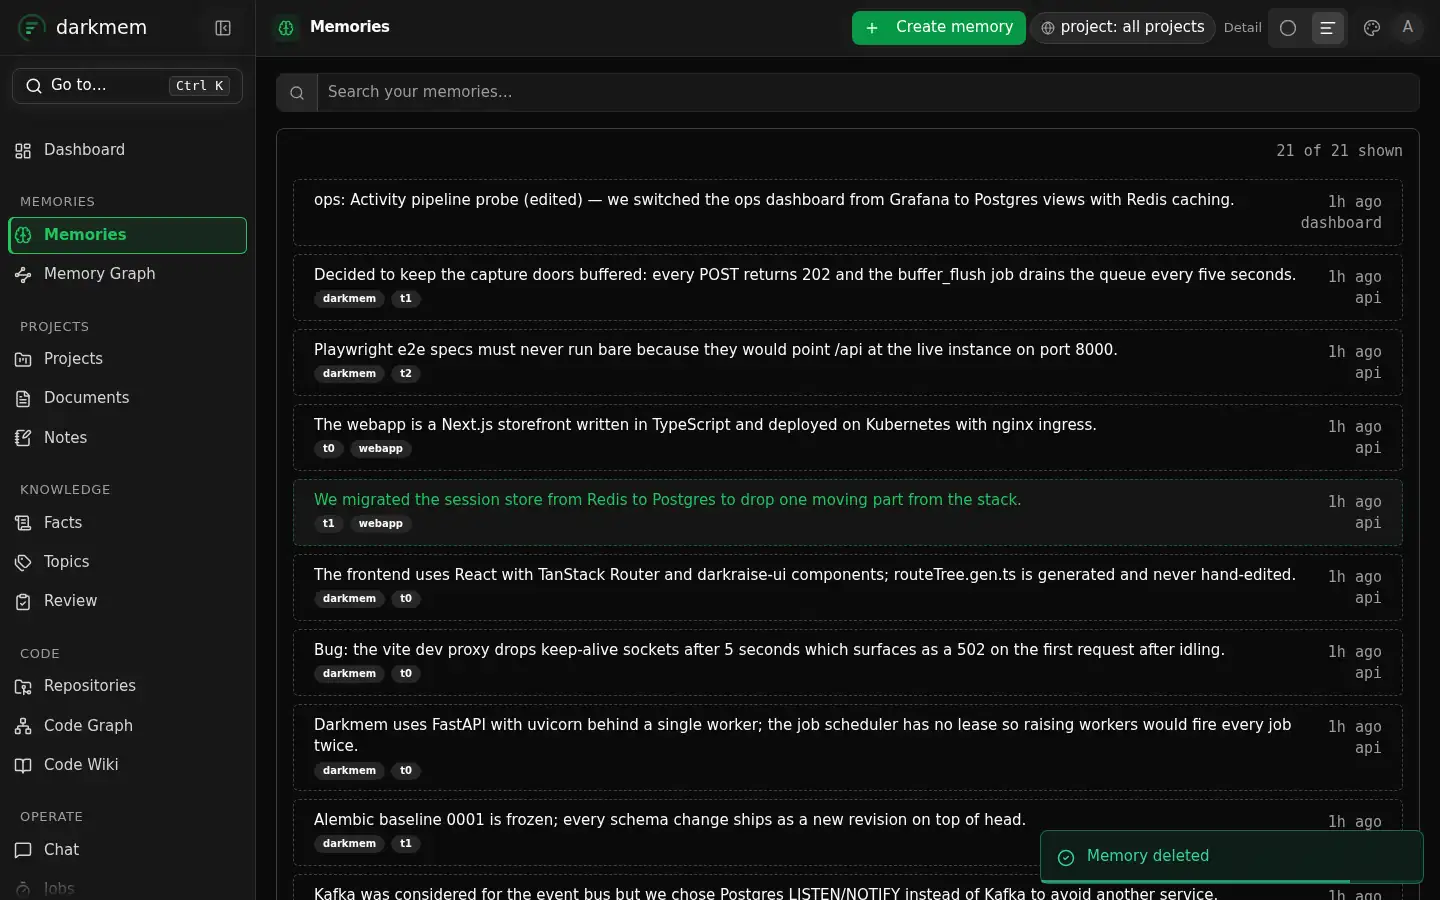 darkmem
Go to...
Ctrl K
Dashboard
MEMORIES
Memories
Memory Graph
PROJECTS
Projects
Documents
Notes
KNOWLEDGE
Facts
Topics
Review
CODE
Repositories
Code Graph
Code Wiki
OPERATE
Chat
Jobs
Memories
Create memory
project: all projects
Detail
A
Search your memories...
21 of 21 shown
ops: Activity pipeline probe (edited) — we switched the ops dashboard from Grafana to Postgres views with Redis caching.
1h ago
dashboard
Decided to keep the capture doors buffered: every POST returns 202 and the buffer_flush job drains the queue every five seconds.
darkmem t1
1h ago
api
Playwright e2e specs must never run bare because they would point /api at the live instance on port 8000.
darkmem t2
1h ago
api
The webapp is a Next.js storefront written in TypeScript and deployed on Kubernetes with nginx ingress.
t0 webapp
1h ago
api
We migrated the session store from Redis to Postgres to drop one moving part from the stack.
t1 webapp
1h ago
api
The frontend uses React with TanStack Router and darkraise-ui components; routeTree.gen.ts is generated and never hand-edited.
darkmem t0
1h ago
api
Bug: the vite dev proxy drops keep-alive sockets after 5 seconds which surfaces as a 502 on the first request after idling.
darkmem t0
1h ago
api
Darkmem uses FastAPI with uvicorn behind a single worker; the job scheduler has no lease so raising workers would fire every job
twice.
darkmem t0
1h ago
api
Alembic baseline 0001 is frozen; every schema change ships as a new revision on top of head.
darkmem t1
1h ago
Memory deleted
Kafka was considered for the event bus but we chose Postgres LISTEN/NOTIFY instead of Kafka to avoid another service.
1h ago